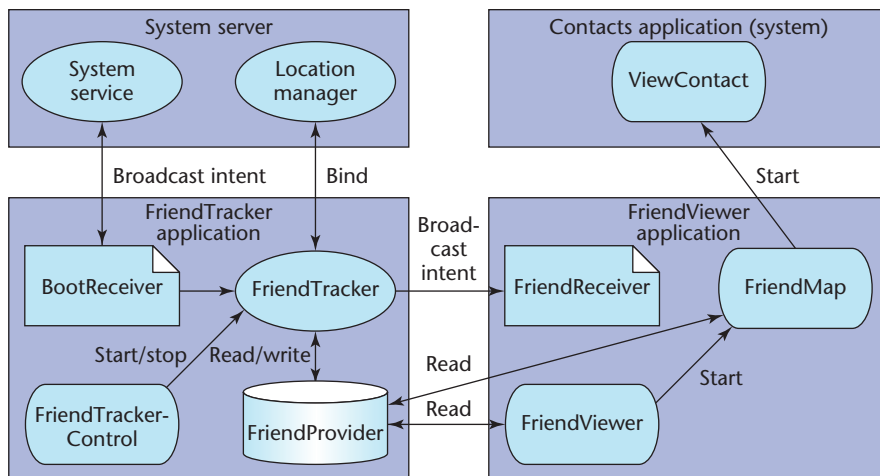 System server
System
service
Location
manager
Contacts application (system)
ViewContact
Broadcast intent
Bind
Start
FriendTracker
application
Broad-
cast
intent
FriendViewer
application
BootReceiver
FriendTracker
FriendReceiver
FriendMap
Start/stop
Read/write
Read
Start
FriendTracker-
Control
FriendProvider
Read
FriendViewer